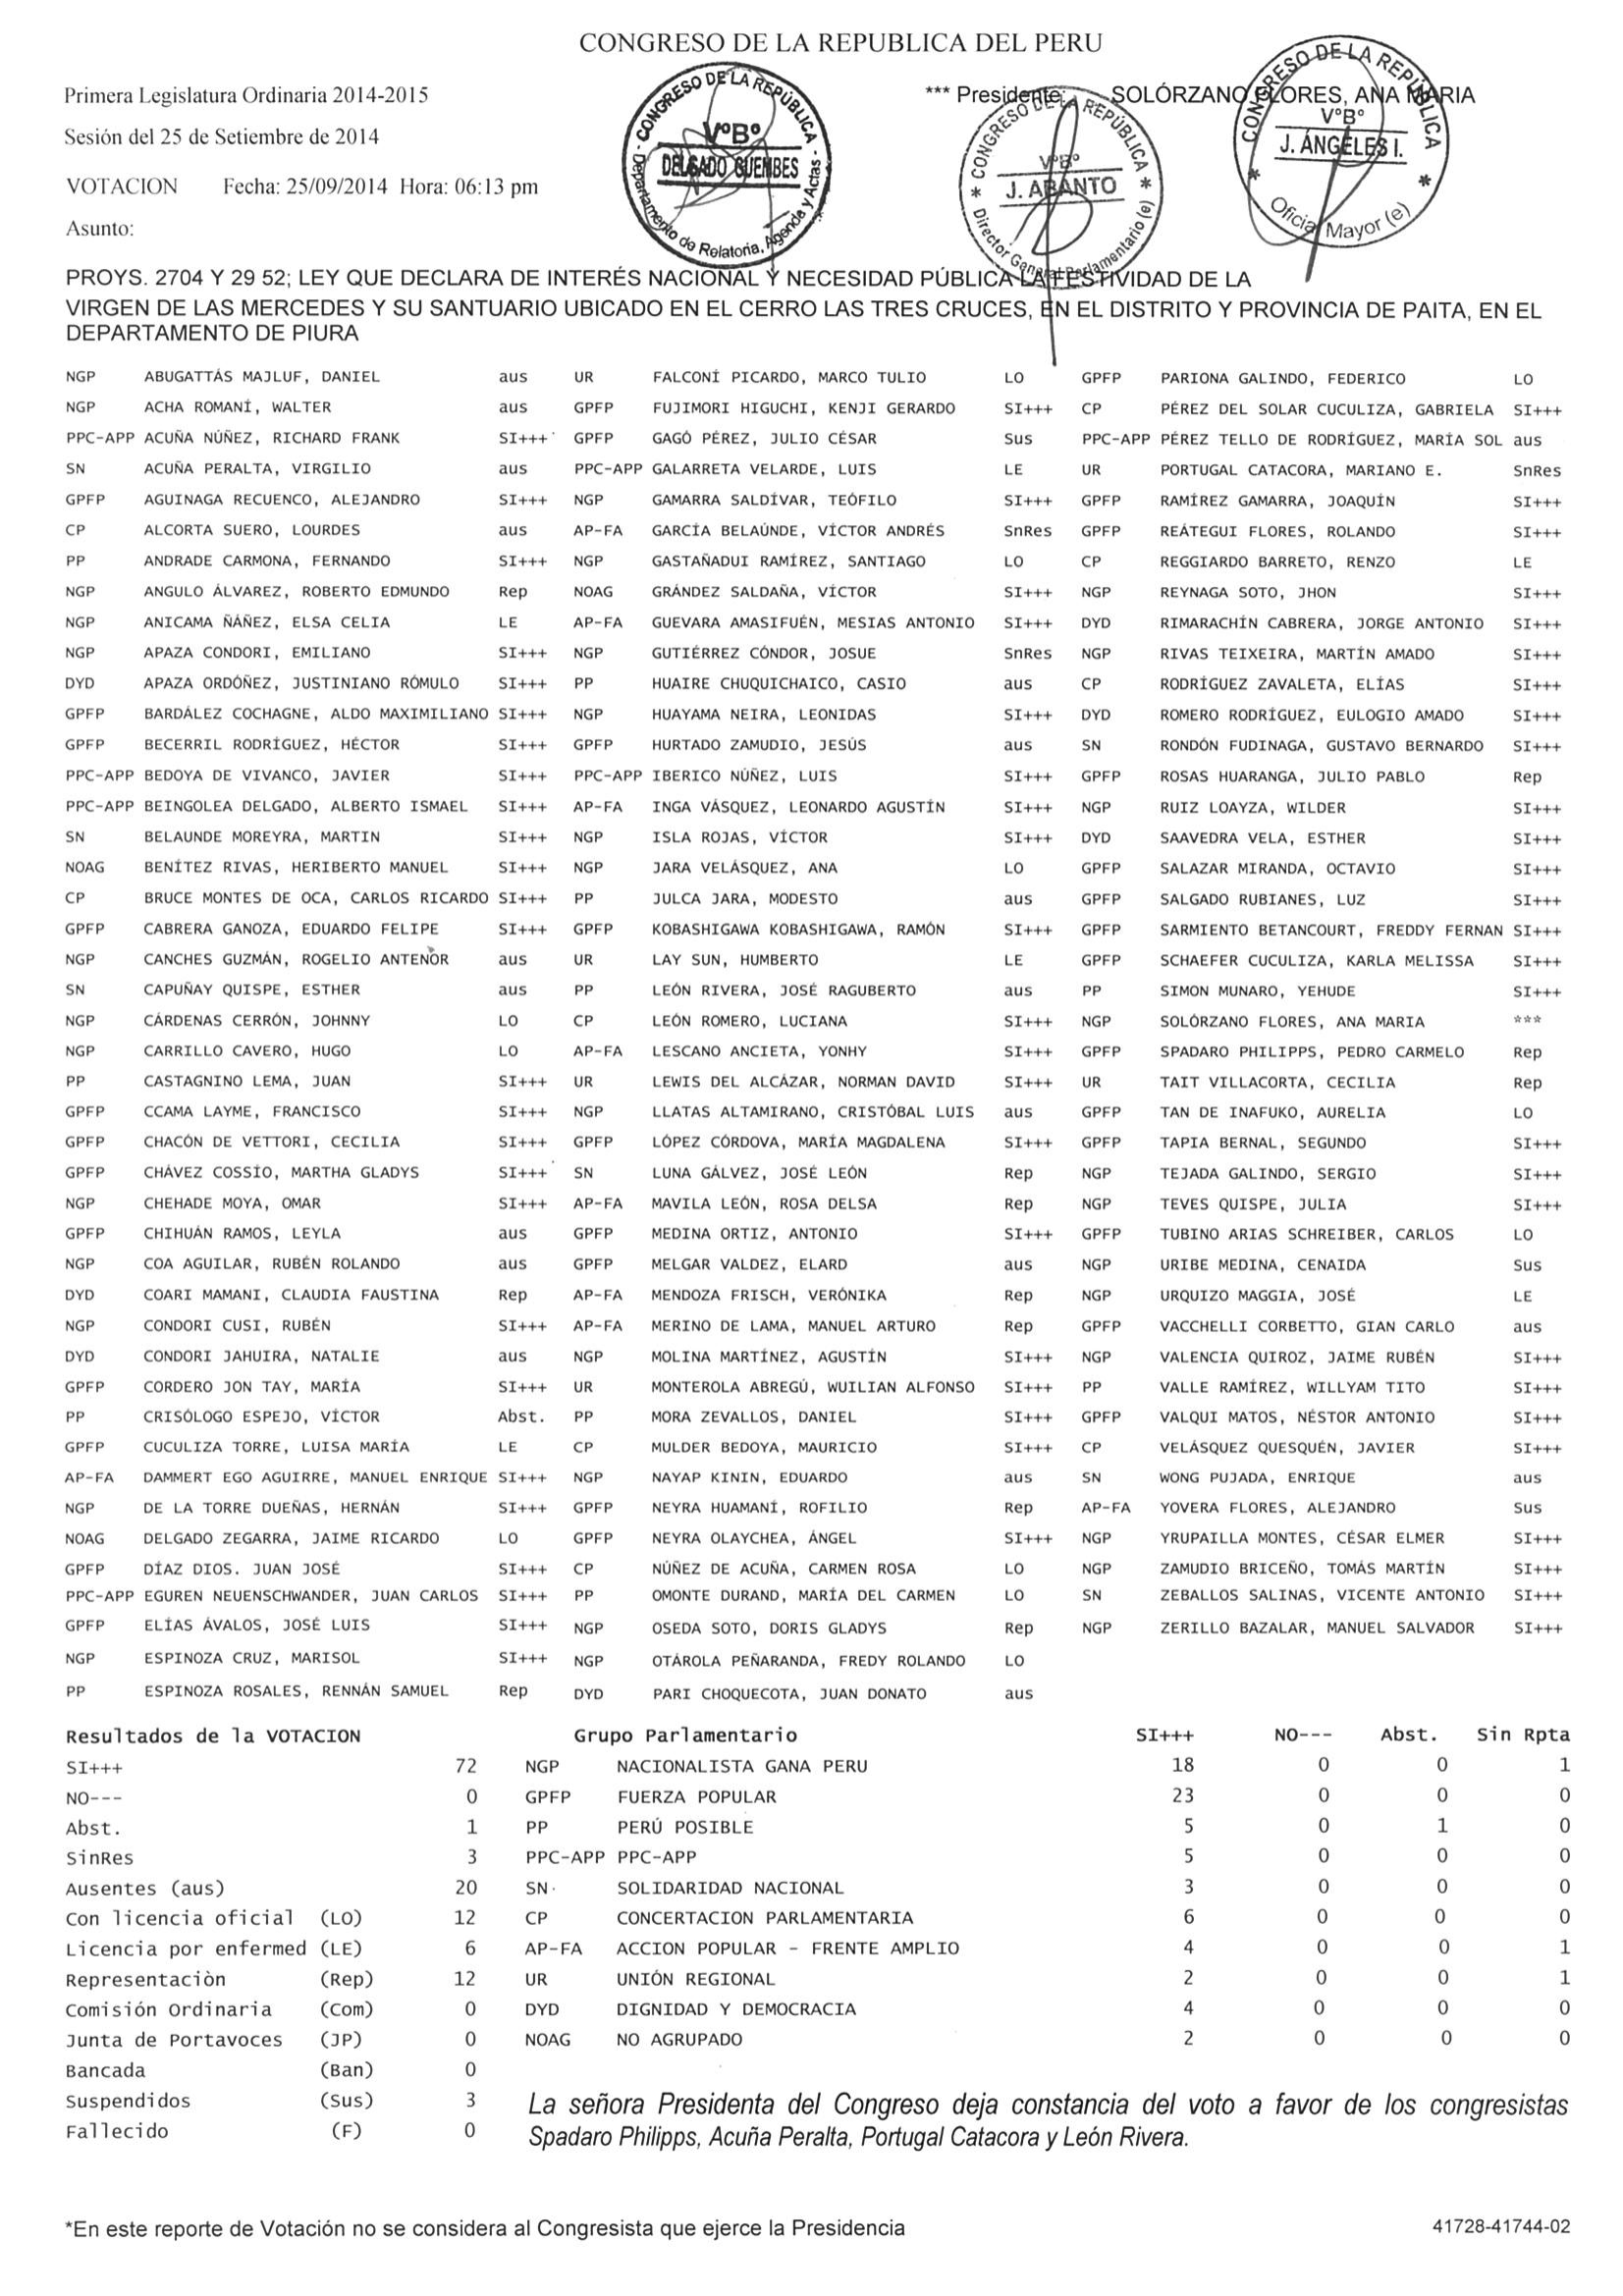 CONGRESO DE LA REPUBLICA DEL PERU
Primera Legislatura Ordinaria 2014-2015
*** Presidente: SOLÓRZANO FLORES, ANA MARIA
Sesión del 25 de Setiembre de 2014
VOTACION Fecha: 25/09/2014 Hora: 06:13 pm
Asunto:
CONGRESO DE LA REPÚBLICA
VºBº
DELGADO GUEMBES
Departamento de Relatoria, Agenda y Actas
CONGRESO DE LA REPÚBLICA
VºBº
J. ABANTO
Director General Parlamentario (e)
CONGRESO DE LA REPÚBLICA
VºBº
J. ÁNGELES I.
Oficial Mayor (e)
PROYS. 2704 Y 29 52; LEY QUE DECLARA DE INTERÉS NACIONAL Y NECESIDAD PÚBLICA LA FESTIVIDAD DE LA
VIRGEN DE LAS MERCEDES Y SU SANTUARIO UBICADO EN EL CERRO LAS TRES CRUCES, EN EL DISTRITO Y PROVINCIA DE PAITA, EN EL
DEPARTAMENTO DE PIURA
NGP ABUGATTÁS MAJLUF, DANIEL aus UR FALCONÍ PICARDO, MARCO TULIO LO GPFP PARIONA GALINDO, FEDERICO LO
NGP ACHA ROMANÍ, WALTER aus GPFP FUJIMORI HIGUCHI, KENJI GERARDO SI+++ CP PÉREZ DEL SOLAR CUCULIZA, GABRIELA SI+++
PPC-APP ACUÑA NÚÑEZ, RICHARD FRANK SI+++ GPFP GAGÓ PÉREZ, JULIO CÉSAR Sus PPC-APP PÉREZ TELLO DE RODRÍGUEZ, MARÍA SOL aus
SN ACUÑA PERALTA, VIRGILIO aus PPC-APP GALARRETA VELARDE, LUIS LE UR PORTUGAL CATACORA, MARIANO E. SnRes
GPFP AGUINAGA RECUENCO, ALEJANDRO SI+++ NGP GAMARRA SALDÍVAR, TEÓFILO SI+++ GPFP RAMÍREZ GAMARRA, JOAQUÍN SI+++
CP ALCORTA SUERO, LOURDES aus AP-FA GARCÍA BELAÚNDE, VÍCTOR ANDRÉS SnRes GPFP REÁTEGUI FLORES, ROLANDO SI+++
PP ANDRADE CARMONA, FERNANDO SI+++ NGP GASTAÑADUI RAMÍREZ, SANTIAGO LO CP REGGIARDO BARRETO, RENZO LE
NGP ANGULO ÁLVAREZ, ROBERTO EDMUNDO Rep NOAG GRÁNDEZ SALDAÑA, VÍCTOR SI+++ NGP REYNAGA SOTO, JHON SI+++
NGP ANICAMA ÑÁÑEZ, ELSA CELIA LE AP-FA GUEVARA AMASIFUÉN, MESIAS ANTONIO SI+++ DYD RIMARACHÍN CABRERA, JORGE ANTONIO SI+++
NGP APAZA CONDORI, EMILIANO SI+++ NGP GUTIÉRREZ CÓNDOR, JOSUE SnRes NGP RIVAS TEIXEIRA, MARTÍN AMADO SI+++
DYD APAZA ORDÓÑEZ, JUSTINIANO RÓMULO SI+++ PP HUAIRE CHUQUICHAICO, CASIO aus CP RODRÍGUEZ ZAVALETA, ELÍAS SI+++
GPFP BARDÁLEZ COCHAGNE, ALDO MAXIMILIANO SI+++ NGP HUAYAMA NEIRA, LEONIDAS SI+++ DYD ROMERO RODRÍGUEZ, EULOGIO AMADO SI+++
GPFP BECERRIL RODRÍGUEZ, HÉCTOR SI+++ GPFP HURTADO ZAMUDIO, JESÚS aus SN RONDÓN FUDINAGA, GUSTAVO BERNARDO SI+++
PPC-APP BEDOYA DE VIVANCO, JAVIER SI+++ PPC-APP IBERICO NÚÑEZ, LUIS SI+++ GPFP ROSAS HUARANGA, JULIO PABLO Rep
PPC-APP BEINGOLEA DELGADO, ALBERTO ISMAEL SI+++ AP-FA INGA VÁSQUEZ, LEONARDO AGUSTÍN SI+++ NGP RUIZ LOAYZA, WILDER SI+++
SN BELAUNDE MOREYRA, MARTIN SI+++ NGP ISLA ROJAS, VÍCTOR SI+++ DYD SAAVEDRA VELA, ESTHER SI+++
NOAG BENÍTEZ RIVAS, HERIBERTO MANUEL SI+++ NGP JARA VELÁSQUEZ, ANA LO GPFP SALAZAR MIRANDA, OCTAVIO SI+++
CP BRUCE MONTES DE OCA, CARLOS RICARDO SI+++ PP JULCA JARA, MODESTO aus GPFP SALGADO RUBIANES, LUZ SI+++
GPFP CABRERA GANOZA, EDUARDO FELIPE SI+++ GPFP KOBASHIGAWA KOBASHIGAWA, RAMÓN SI+++ GPFP SARMIENTO BETANCOURT, FREDDY FERNAN SI+++
NGP CANCHES GUZMÁN, ROGELIO ANTENOR aus UR LAY SUN, HUMBERTO LE GPFP SCHAEFER CUCULIZA, KARLA MELISSA SI+++
SN CAPUÑAY QUISPE, ESTHER aus PP LEÓN RIVERA, JOSÉ RAGUBERTO aus PP SIMON MUNARO, YEHUDE SI+++
NGP CÁRDENAS CERRÓN, JOHNNY LO CP LEÓN ROMERO, LUCIANA SI+++ NGP SOLÓRZANO FLORES, ANA MARIA ***
NGP CARRILLO CAVERO, HUGO LO AP-FA LESCANO ANCIETA, YONHY SI+++ GPFP SPADARO PHILIPPS, PEDRO CARMELO Rep
PP CASTAGNINO LEMA, JUAN SI+++ UR LEWIS DEL ALCÁZAR, NORMAN DAVID SI+++ UR TAIT VILLACORTA, CECILIA Rep
GPFP CCAMA LAYME, FRANCISCO SI+++ NGP LLATAS ALTAMIRANO, CRISTÓBAL LUIS aus GPFP TAN DE INAFUKO, AURELIA LO
GPFP CHACÓN DE VETTORI, CECILIA SI+++ GPFP LÓPEZ CÓRDOVA, MARÍA MAGDALENA SI+++ GPFP TAPIA BERNAL, SEGUNDO SI+++
GPFP CHÁVEZ COSSÍO, MARTHA GLADYS SI+++ SN LUNA GÁLVEZ, JOSÉ LEÓN Rep NGP TEJADA GALINDO, SERGIO SI+++
NGP CHEHADE MOYA, OMAR SI+++ AP-FA MAVILA LEÓN, ROSA DELSA Rep NGP TEVES QUISPE, JULIA SI+++
GPFP CHIHUÁN RAMOS, LEYLA aus GPFP MEDINA ORTIZ, ANTONIO SI+++ GPFP TUBINO ARIAS SCHREIBER, CARLOS LO
NGP COA AGUILAR, RUBÉN ROLANDO aus GPFP MELGAR VALDEZ, ELARD aus NGP URIBE MEDINA, CENAIDA Sus
DYD COARI MAMANI, CLAUDIA FAUSTINA Rep AP-FA MENDOZA FRISCH, VERÓNIKA Rep NGP URQUIZO MAGGIA, JOSÉ LE
NGP CONDORI CUSI, RUBÉN SI+++ AP-FA MERINO DE LAMA, MANUEL ARTURO Rep GPFP VACCHELLI CORBETTO, GIAN CARLO aus
DYD CONDORI JAHUIRA, NATALIE aus NGP MOLINA MARTÍNEZ, AGUSTÍN SI+++ NGP VALENCIA QUIROZ, JAIME RUBÉN SI+++
GPFP CORDERO JON TAY, MARÍA SI+++ UR MONTEROLA ABREGÚ, WUILIAN ALFONSO SI+++ PP VALLE RAMÍREZ, WILLYAM TITO SI+++
PP CRISÓLOGO ESPEJO, VÍCTOR Abst. PP MORA ZEVALLOS, DANIEL SI+++ GPFP VALQUI MATOS, NÉSTOR ANTONIO SI+++
GPFP CUCULIZA TORRE, LUISA MARÍA LE CP MULDER BEDOYA, MAURICIO SI+++ CP VELÁSQUEZ QUESQUÉN, JAVIER SI+++
AP-FA DAMMERT EGO AGUIRRE, MANUEL ENRIQUE SI+++ NGP NAYAP KININ, EDUARDO aus SN WONG PUJADA, ENRIQUE aus
NGP DE LA TORRE DUEÑAS, HERNÁN SI+++ GPFP NEYRA HUAMANÍ, ROFILIO Rep AP-FA YOVERA FLORES, ALEJANDRO Sus
NOAG DELGADO ZEGARRA, JAIME RICARDO LO GPFP NEYRA OLAYCHEA, ÁNGEL SI+++ NGP YRUPAILLA MONTES, CÉSAR ELMER SI+++
GPFP DÍAZ DIOS. JUAN JOSÉ SI+++ CP NÚÑEZ DE ACUÑA, CARMEN ROSA LO NGP ZAMUDIO BRICEÑO, TOMÁS MARTÍN SI+++
PPC-APP EGUREN NEUENSCHWANDER, JUAN CARLOS SI+++ PP OMONTE DURAND, MARÍA DEL CARMEN LO SN ZEBALLOS SALINAS, VICENTE ANTONIO SI+++
GPFP ELÍAS ÁVALOS, JOSÉ LUIS SI+++ NGP OSEDA SOTO, DORIS GLADYS Rep NGP ZERILLO BAZALAR, MANUEL SALVADOR SI+++
NGP ESPINOZA CRUZ, MARISOL SI+++ NGP OTÁROLA PEÑARANDA, FREDY ROLANDO LO
PP ESPINOZA ROSALES, RENNÁN SAMUEL Rep DYD PARI CHOQUECOTA, JUAN DONATO aus
Resultados de la VOTACION Grupo Parlamentario SI+++ NO--- Abst. Sin Rpta
SI+++ 72 NGP NACIONALISTA GANA PERU 18 0 0 1
NO--- 0 GPFP FUERZA POPULAR 23 0 0 0
Abst. 1 PP PERÚ POSIBLE 5 0 1 0
SinRes 3 PPC-APP PPC-APP 5 0 0 0
Ausentes (aus) 20 SN SOLIDARIDAD NACIONAL 3 0 0 0
Con licencia oficial (LO) 12 CP CONCERTACION PARLAMENTARIA 6 0 0 0
Licencia por enfermed (LE) 6 AP-FA ACCION POPULAR - FRENTE AMPLIO 4 0 0 1
Representaciòn (Rep) 12 UR UNIÓN REGIONAL 2 0 0 1
Comisión Ordinaria (Com) 0 DYD DIGNIDAD Y DEMOCRACIA 4 0 0 0
Junta de Portavoces (JP) 0 NOAG NO AGRUPADO 2 0 0 0
Bancada (Ban) 0
Suspendidos (Sus) 3
Fallecido (F) 0
La señora Presidenta del Congreso deja constancia del voto a favor de los congresistas
Spadaro Philipps, Acuña Peralta, Portugal Catacora y León Rivera.
*En este reporte de Votación no se considera al Congresista que ejerce la Presidencia
41728-41744-02